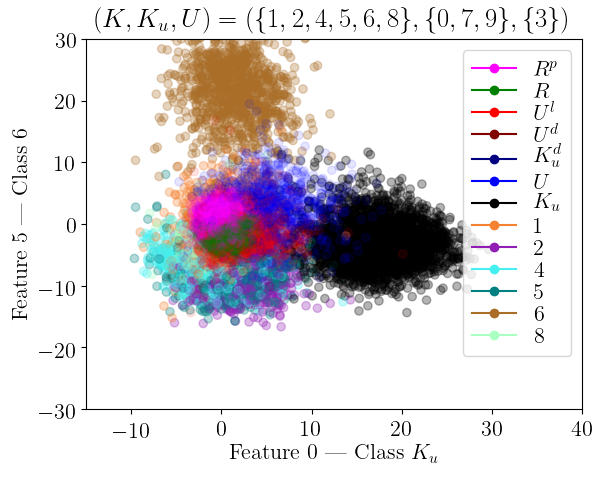 (K, K_u, U) = ({1, 2, 4, 5, 6, 8}, {0, 7, 9}, {3})
Feature 5 — Class 6
30
20
10
0
−10
−20
−30
R^p
R
U^l
U^d
K_u^d
U
K_u
1
2
4
5
6
8
−10
0
10
20
30
40
Feature 0 — Class K_u